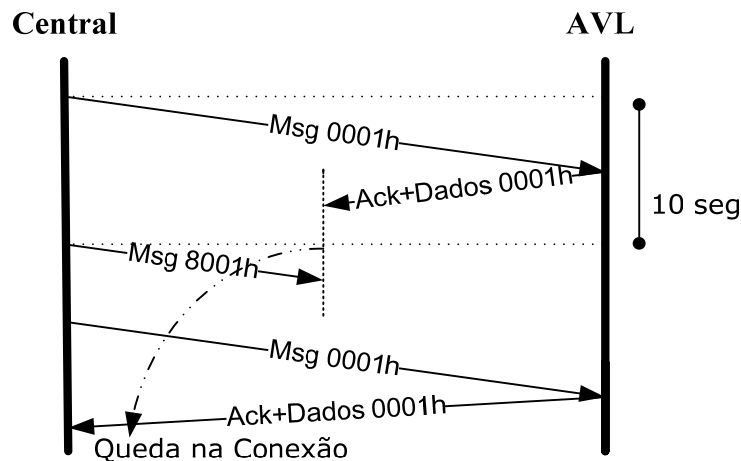 Central
AVL
Msg 0001h
Ack+Dados 0001h
10 seg
Msg 8001h
Msg 0001h
Ack+Dados 0001h
Queda na Conexão